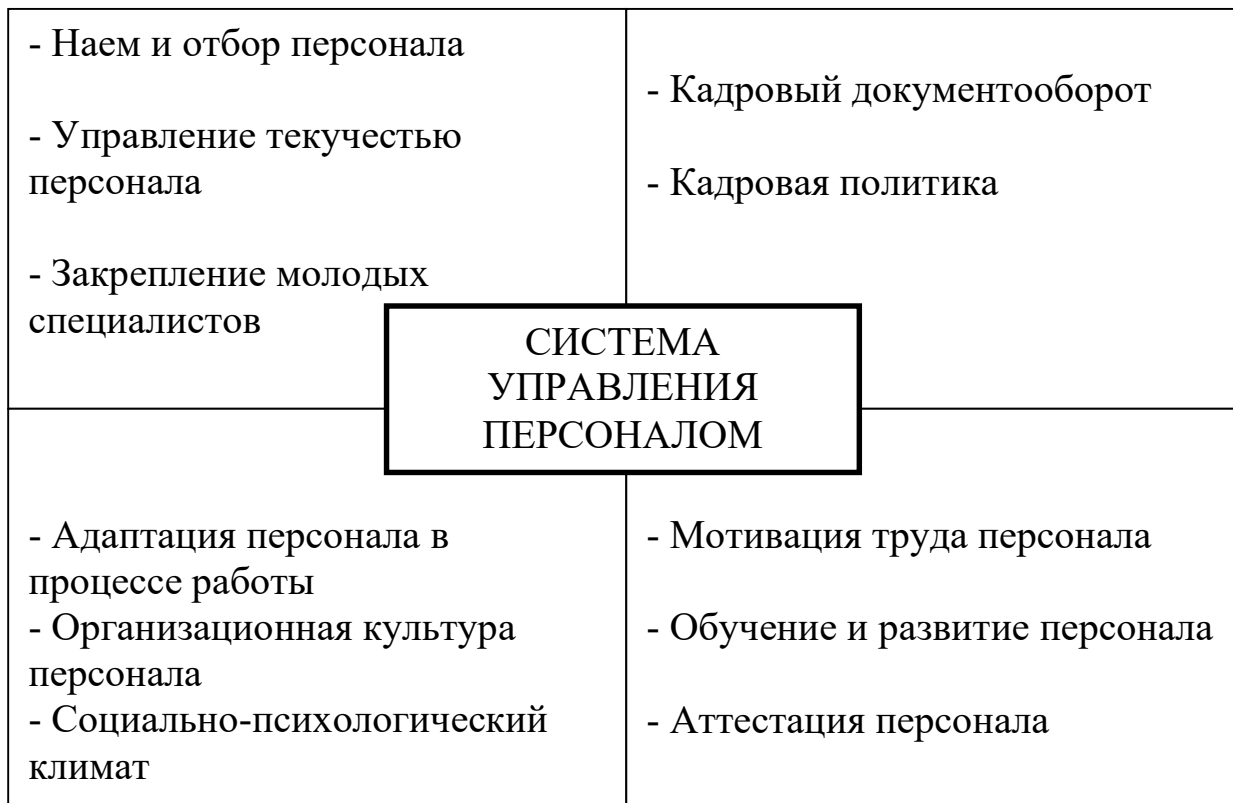 - Наем и отбор персонала
- Управление текучестью
персонала
- Закрепление молодых
специалистов
- Кадровый документооборот
- Кадровая политика
СИСТЕМА
УПРАВЛЕНИЯ
ПЕРСОНАЛОМ
- Адаптация персонала в
процессе работы
- Организационная культура
персонала
- Социально-психологический
климат
- Мотивация труда персонала
- Обучение и развитие персонала
- Аттестация персонала